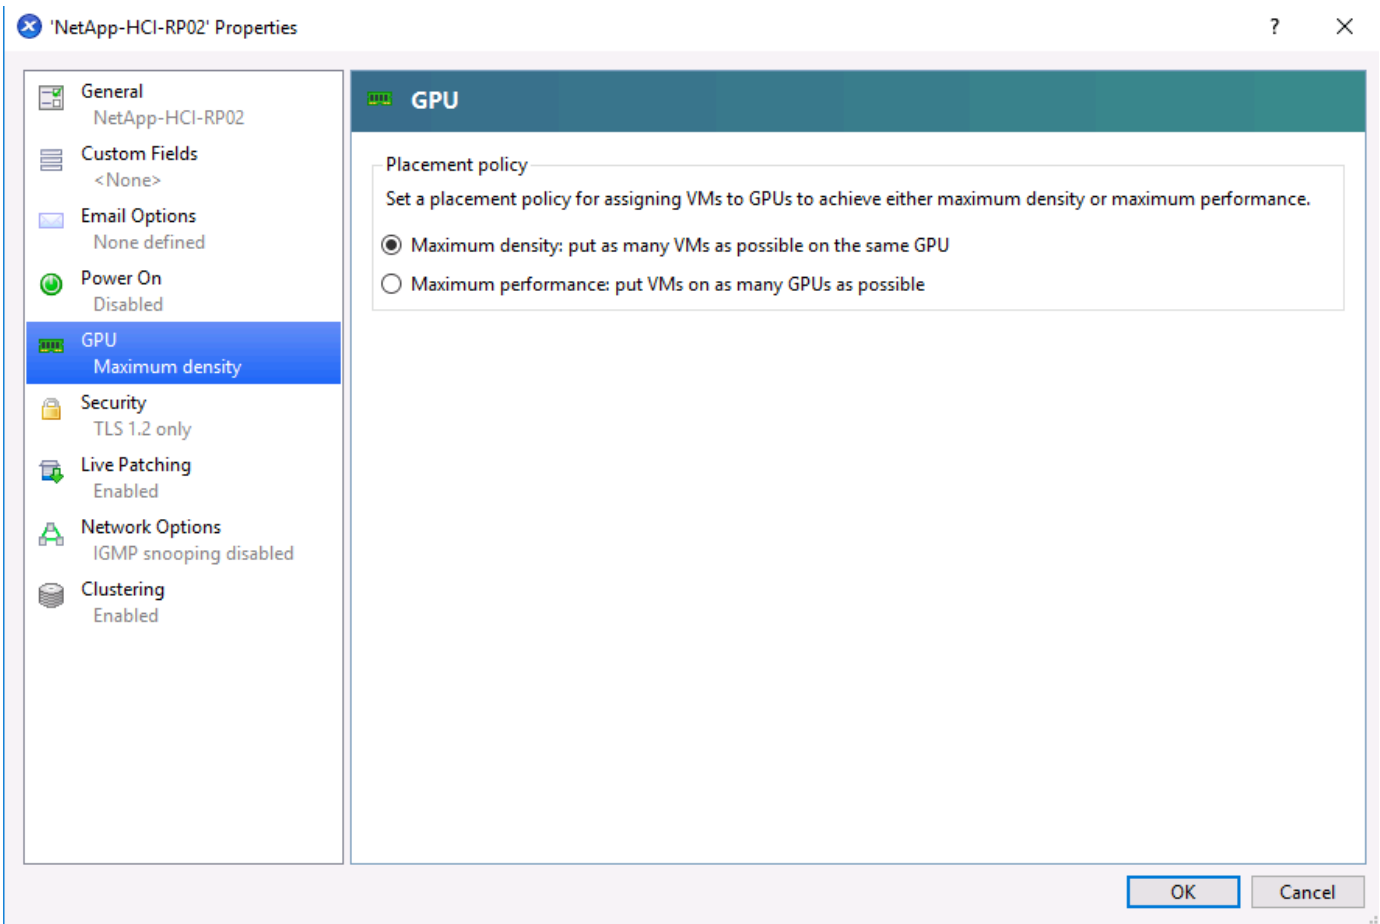 'NetApp-HCI-RP02' Properties
?
General
NetApp-HCI-RP02
Custom Fields
<None>
Email Options
None defined
Power On
Disabled
GPU
Maximum density
Security
TLS 1.2 only
Live Patching
Enabled
Network Options
IGMP snooping disabled
Clustering
Enabled
GPU
Placement policy
Set a placement policy for assigning VMs to GPUs to achieve either maximum density or maximum performance.
Maximum density: put as many VMs as possible on the same GPU
Maximum performance: put VMs on as many GPUs as possible
OK
Cancel